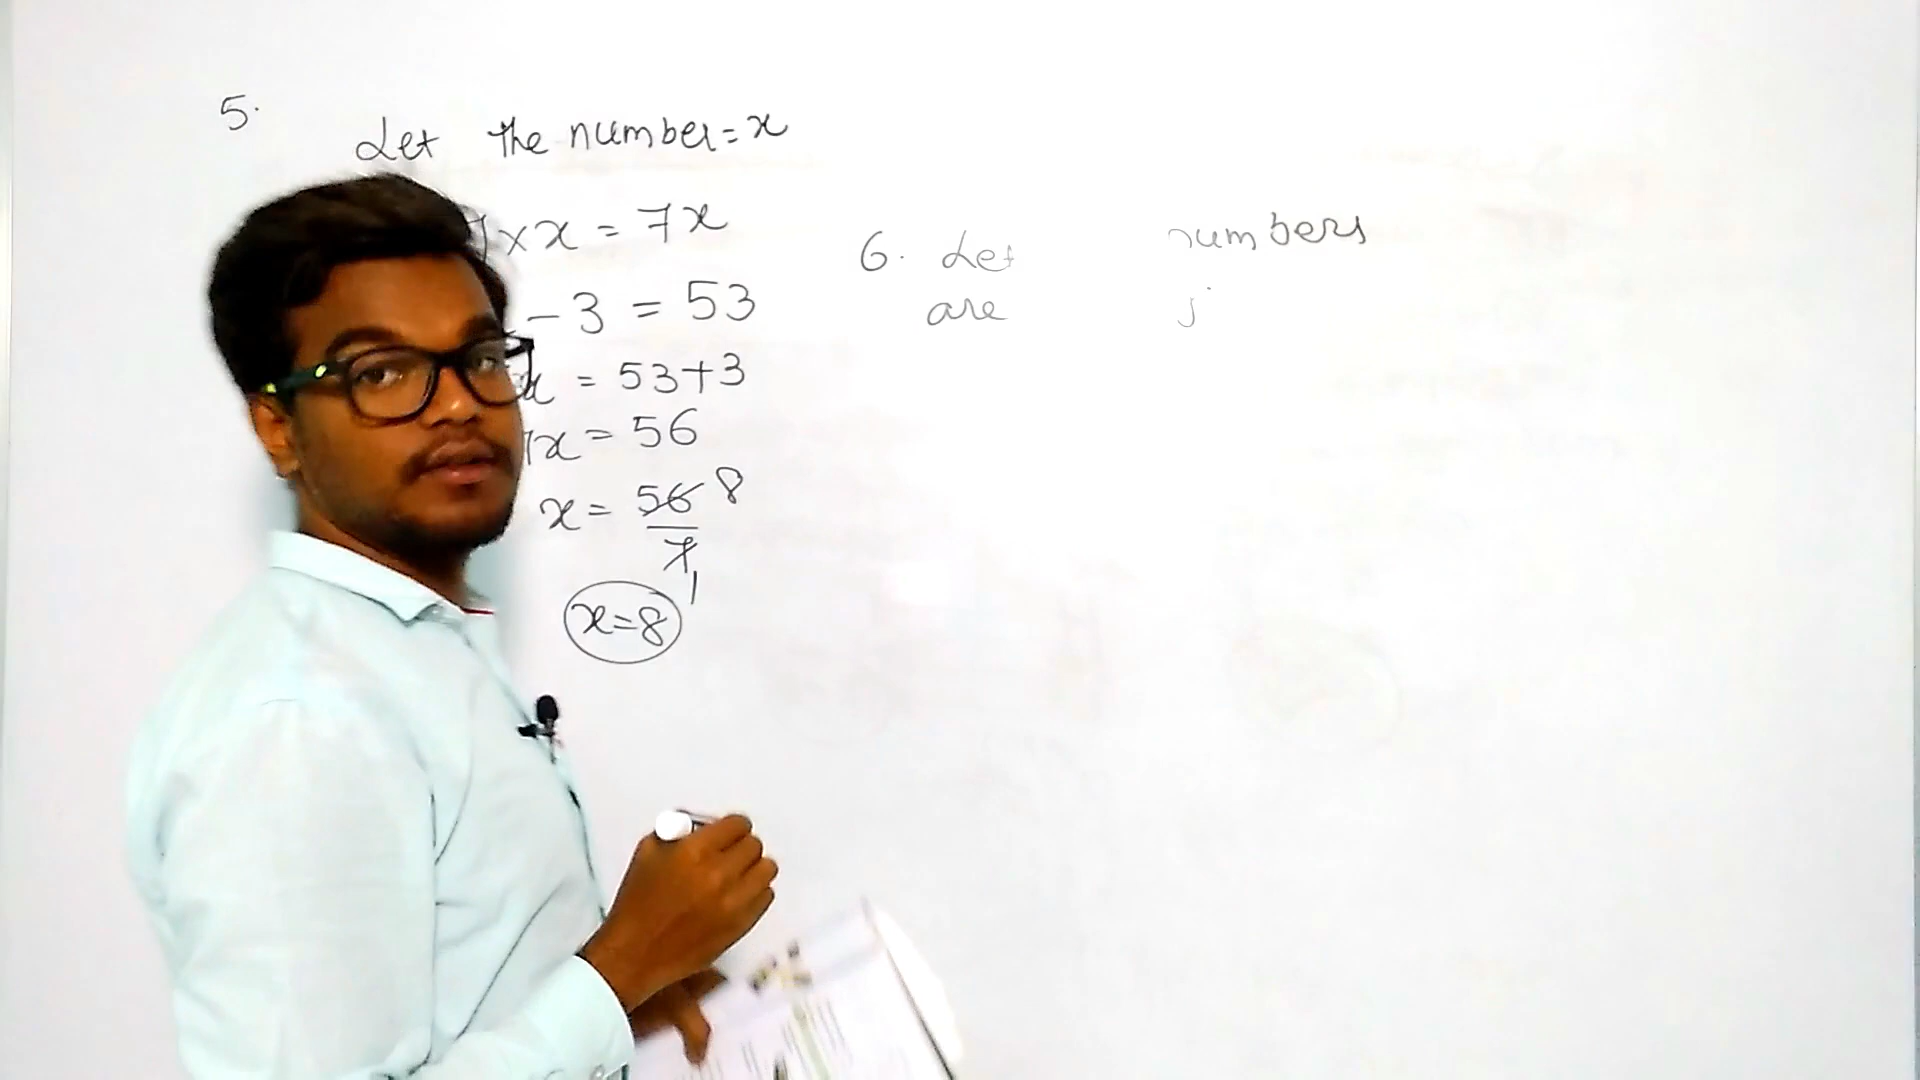 5.
Let the number = x
7 × x = 7x
- 3 = 53
x = 53+3
7x = 56
x = 56 8
7 1
x=8
6. Let numbers
are